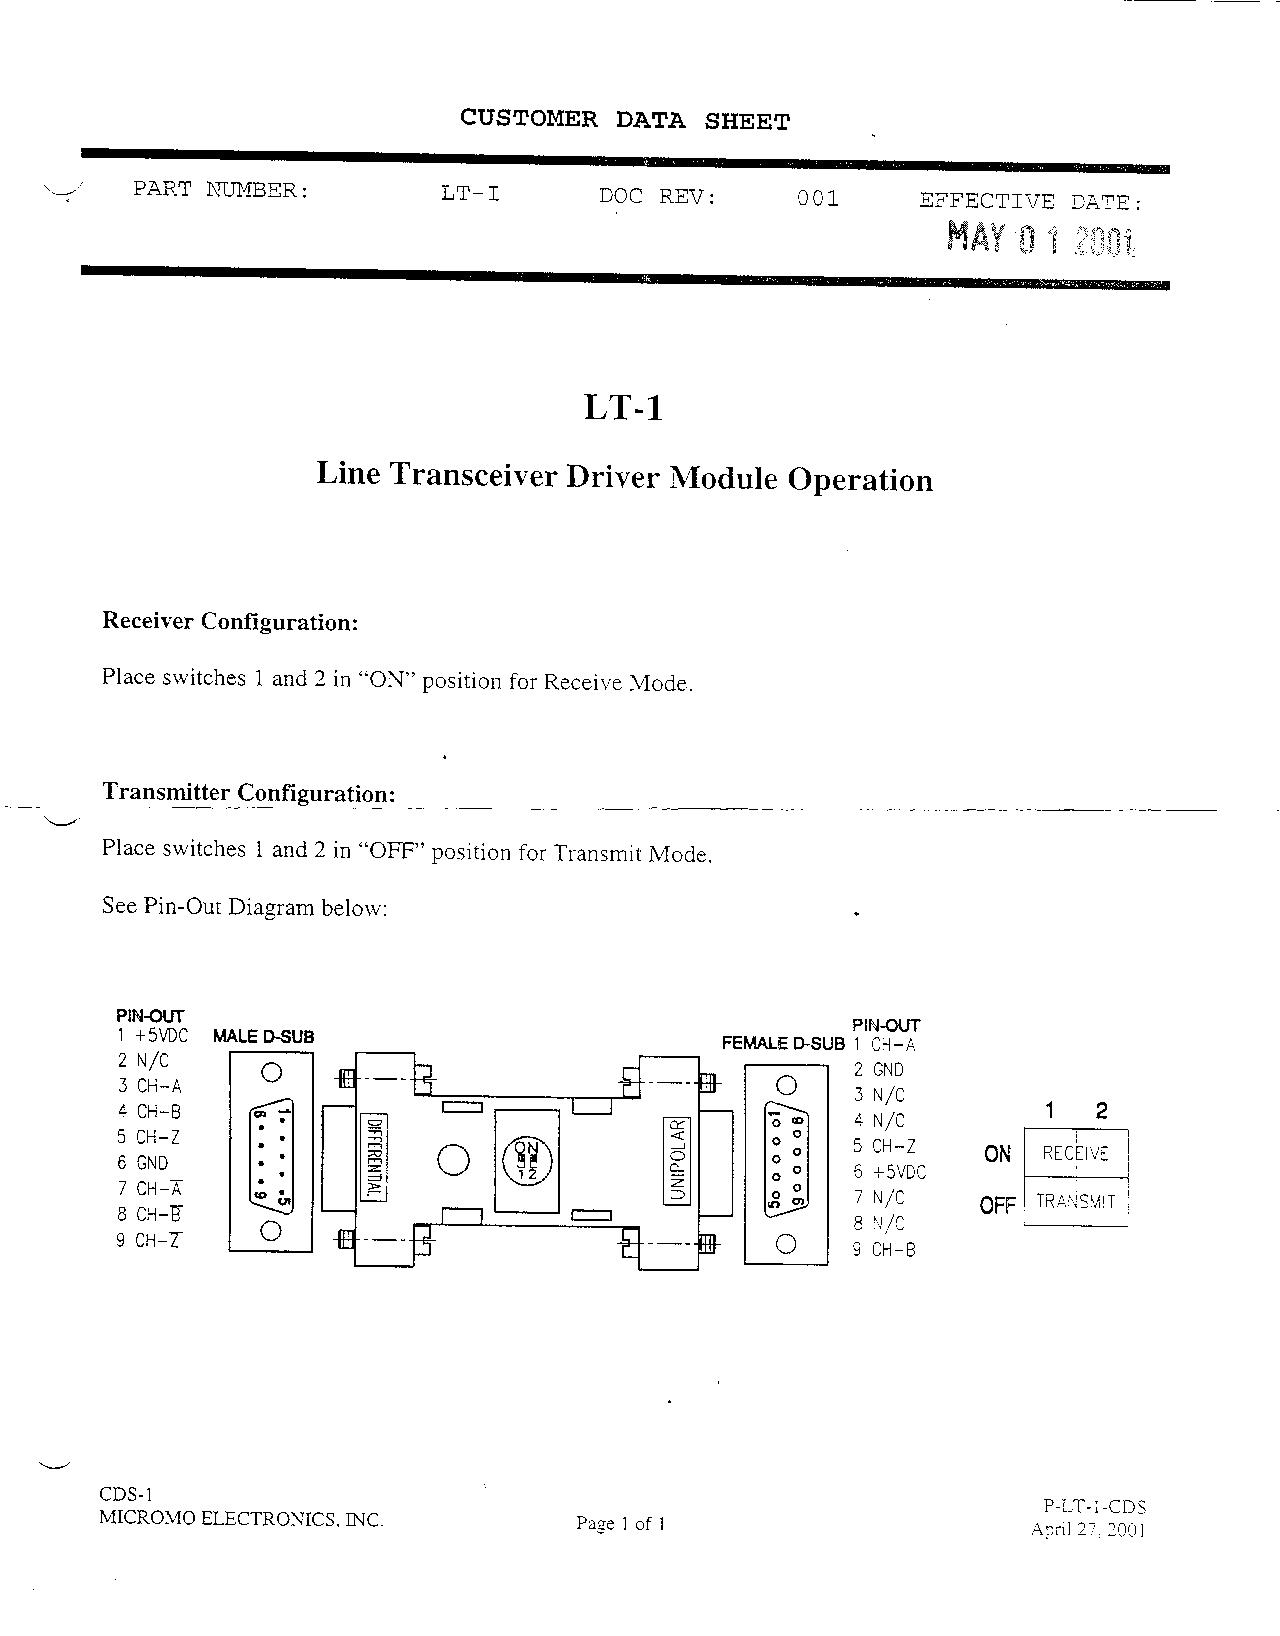 CUSTOMER DATA SHEET
PART NUMBER: LT-I DOC REV: 001 EFFECTIVE DATE:
MAY 01 2001
LT-1
Line Transceiver Driver Module Operation
Receiver Configuration:
Place switches 1 and 2 in “ON” position for Receive Mode.
Transmitter Configuration:
Place switches 1 and 2 in “OFF” position for Transmit Mode.
See Pin-Out Diagram below:
PIN-OUT
1 +5VDC
2 N/C
3 CH-A
4 CH-B
5 CH-Z
6 GND
7 CH-A̅
8 CH-B̅
9 CH-Z̅
MALE D-SUB
6 1
9 5
DIFFERENTIAL
ON
12
UNIPOLAR
FEMALE D-SUB
1 6
5 9
PIN-OUT
1 CH-A
2 GND
3 N/C
4 N/C
5 CH-Z
6 +5VDC
7 N/C
8 N/C
9 CH-B
1 2
ON RECEIVE
OFF TRANSMIT
CDS-1
MICROMO ELECTRONICS, INC.
Page 1 of 1
P-LT-1-CDS
April 27, 2001